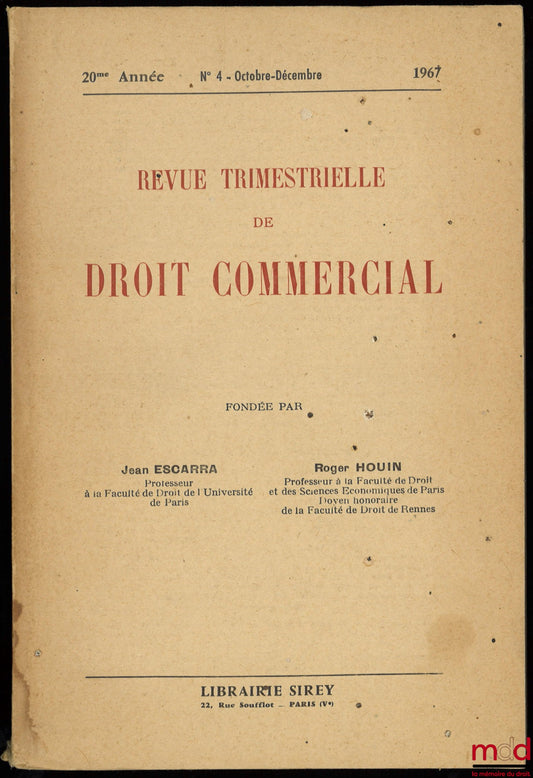 20me Année N° 4 - Octobre-Décembre 1967
REVUE TRIMESTRIELLE
DE
DROIT COMMERCIAL
FONDÉE PAR
Jean ESCARRA
Professeur
à la Faculté de Droit de l'Université
de Paris
Roger HOUIN
Professeur à la Faculté de Droit
et des Sciences Economiques de Paris
Doyen honoraire
de la Faculté de Droit de Rennes
LIBRAIRIE SIREY
22, Rue Soufflot - PARIS (Ve)
mdd
la mémoire du droit